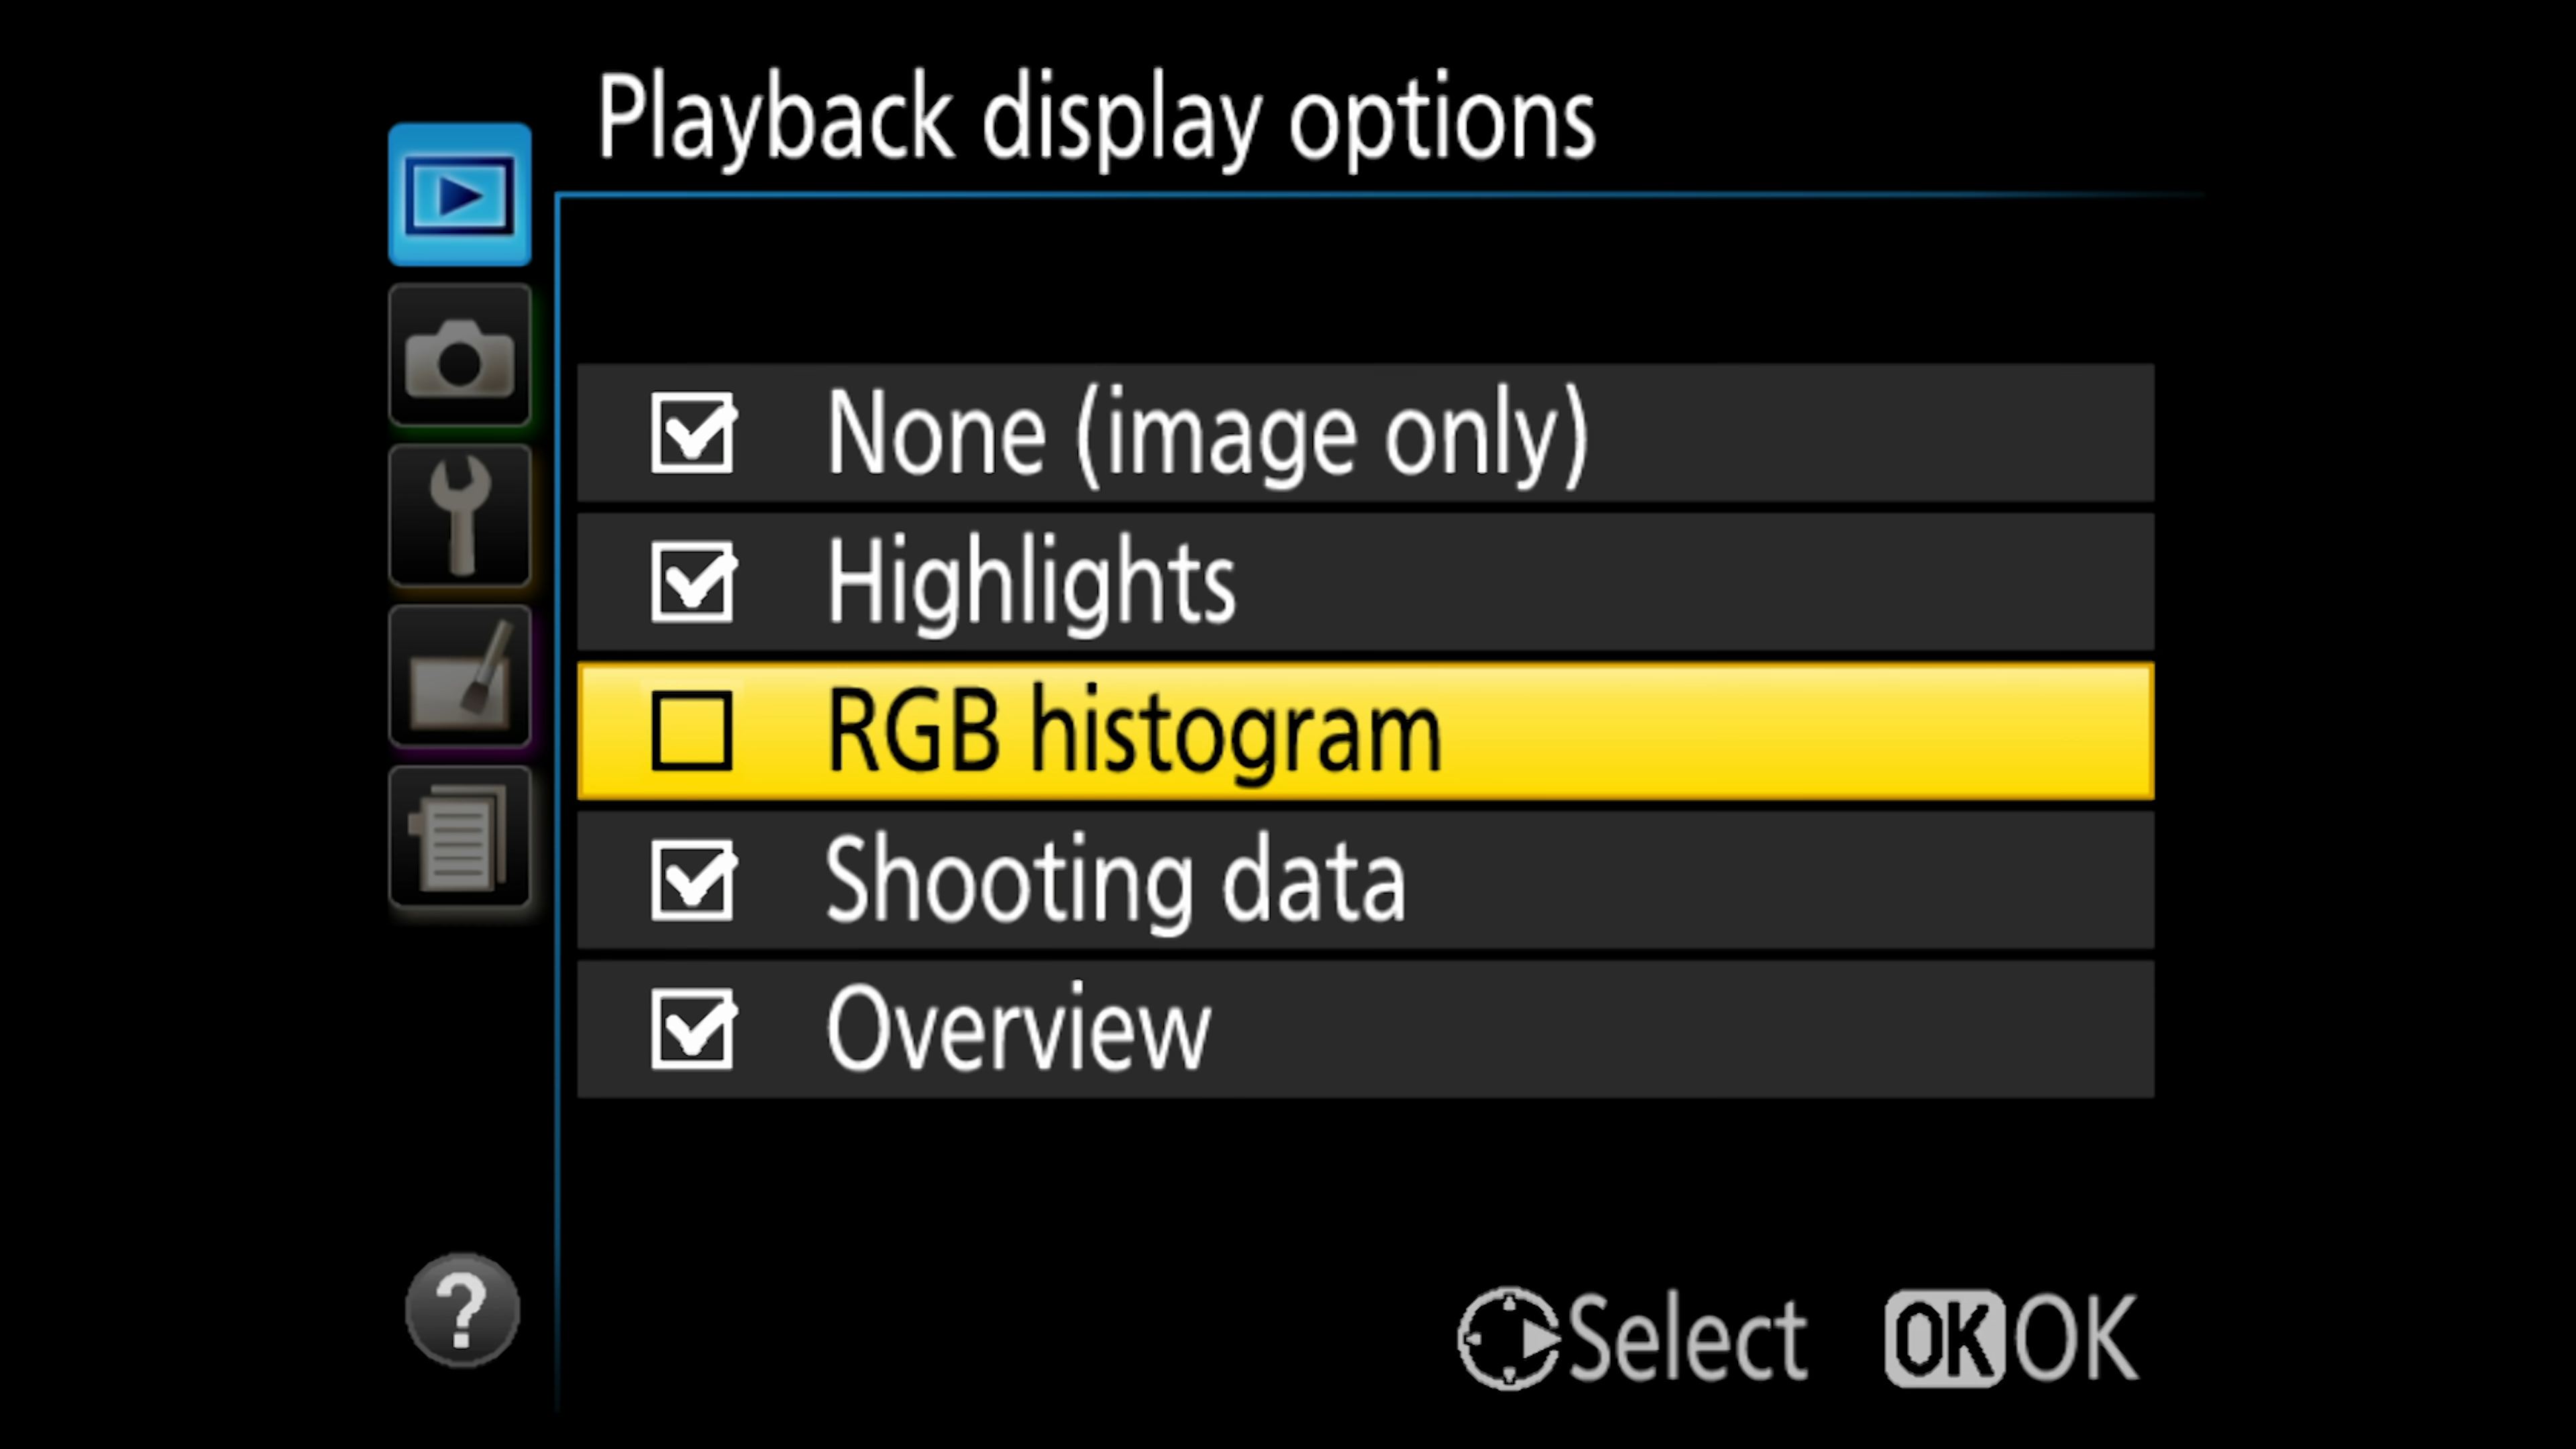 Playback display options
None (image only)
Highlights
RGB histogram
Shooting data
Overview
?
Select OK OK